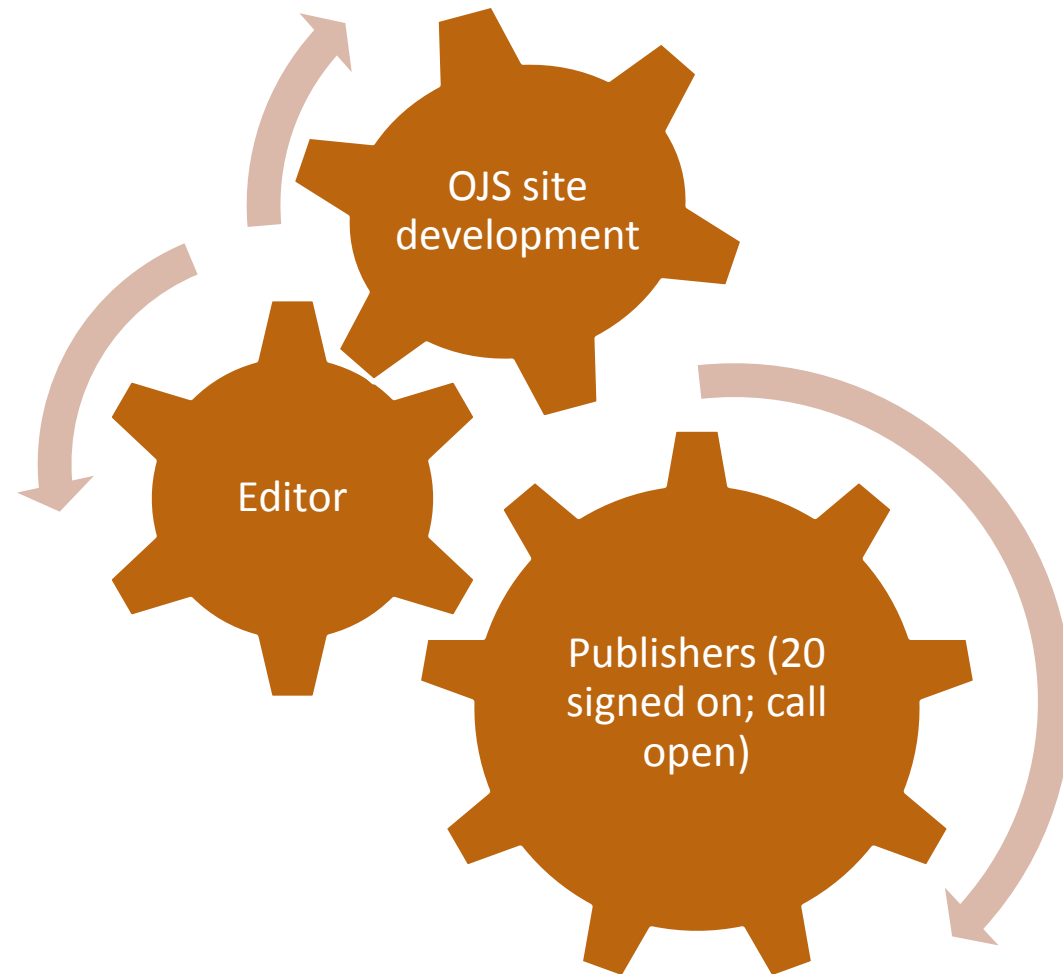 OJS site
development
Editor
Publishers (20
signed on; call
open)